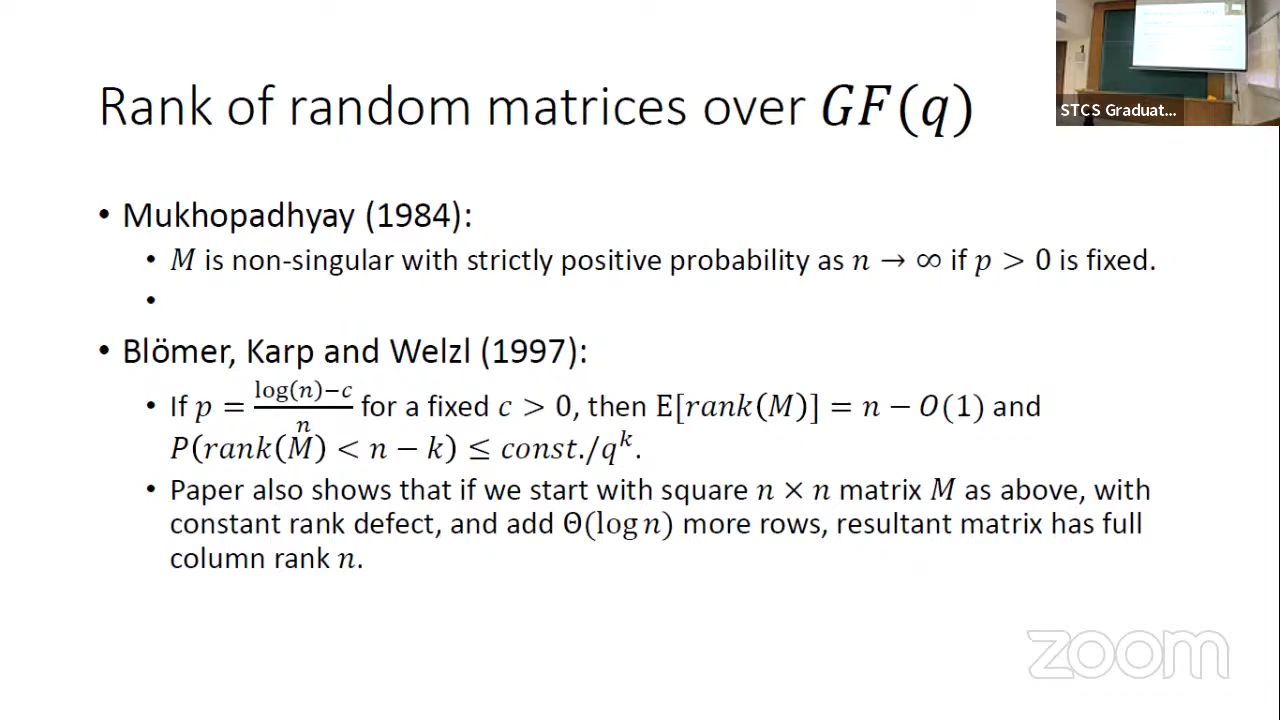 Rank of random matrices over GF(q)
STCS Graduat...
• Mukhopadhyay (1984):
• M is non-singular with strictly positive probability as n → ∞ if p > 0 is fixed.
•
• Blömer, Karp and Welzl (1997):
• If p = \frac{log(n)−c}{n} for a fixed c > 0, then E[rank(M)] = n − O(1) and
P(rank(M) < n − k) ≤ const./q^k.
• Paper also shows that if we start with square n × n matrix M as above, with
constant rank defect, and add Θ(log n) more rows, resultant matrix has full
column rank n.
zoom